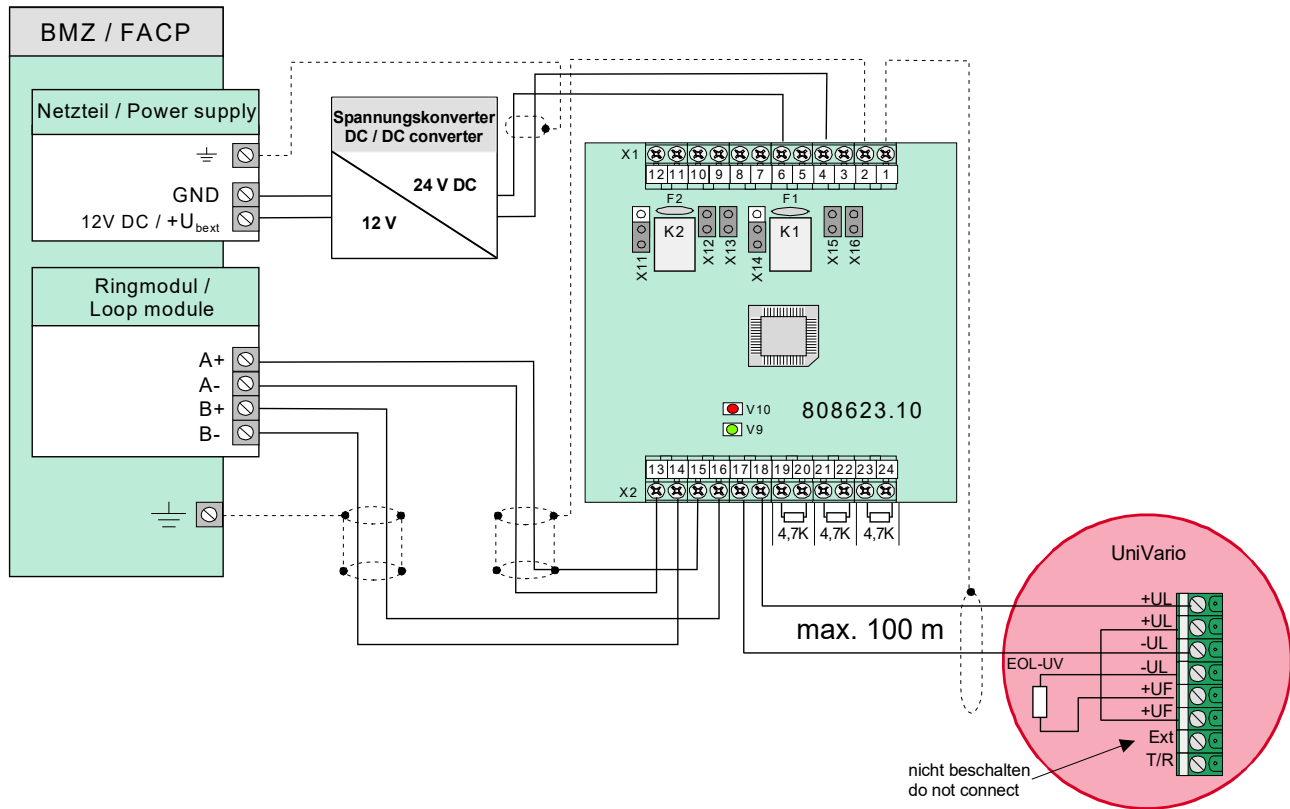 BMZ / FACP
Netzteil / Power supply
GND
12V DC / +Ubext
Spannungskonverter
DC / DC converter
24 V DC
12 V
Ringmodul /
Loop module
A+
A-
B+
B-
X1
12 11 10 9 8 7 6 5 4 3 2 1
F2
F1
K2
K1
X11
X12
X13
X14
X15
X16
V10
V9
808623.10
13 14 15 16 17 18 19 20 21 22 23 24
X2
4,7K
4,7K
4,7K
max. 100 m
UniVario
+UL
+UL
-UL
-UL
+UF
+UF
Ext
T/R
EOL-UV
nicht beschalten
do not connect